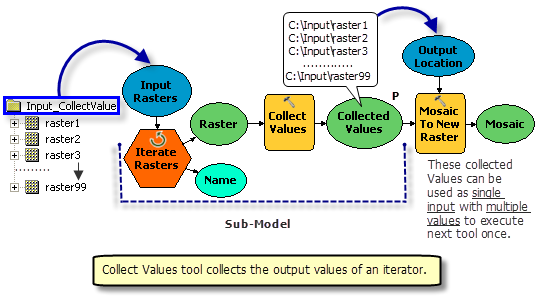 C:\Input\raster1
C:\Input\raster2
C:\Input\raster3
..............
C:\Input\raster99
Input_CollectValue
raster1
raster2
raster3
..........
raster99
Input
Rasters
Iterate
Rasters
Raster
Name
Collect
Values
Collected
Values
P
Output
Location
Mosaic
To New
Raster
Mosaic
Sub-Model
These collected
Values can be
used as single
input with multiple
values to execute
next tool once.
Collect Values tool collects the output values of an iterator.